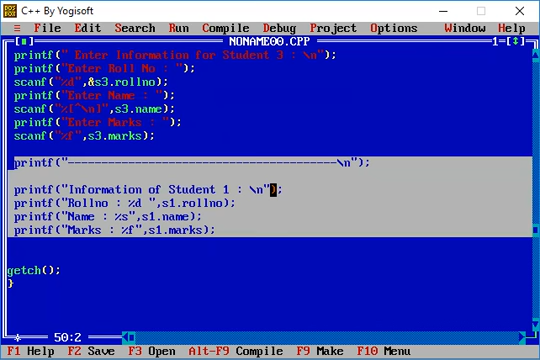 C++ By Yogisoft
≡ File Edit Search Run Compile Debug Project Options Window Help
[■] NONAME00.CPP 1=[↕]
printf(" Enter Information for Student 3 : \n");
printf("Enter Roll No : ");
scanf("%d",&s3.rollno);
printf("Enter Name : ");
scanf("%[^\n]",s3.name);
printf("Enter Marks : ");
scanf("%f",s3.marks);
printf("----------------------------------------\n");
printf("Information of Student 1 : \n");
printf("Rollno : %d ",s1.rollno);
printf("Name : %s",s1.name);
printf("Marks : %f",s1.marks);
getch();
}
* 50:2
F1 Help F2 Save F3 Open Alt-F9 Compile F9 Make F10 Menu